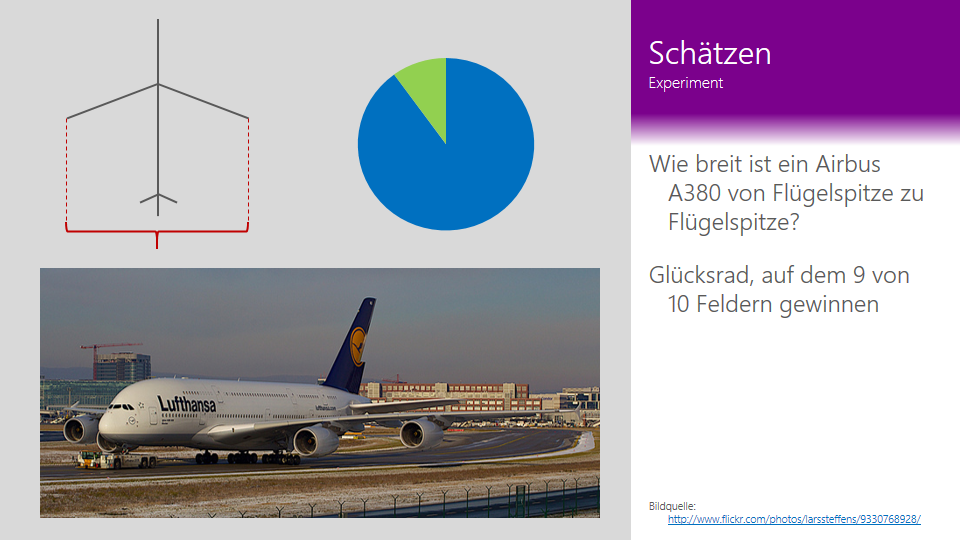 Schätzen
Experiment
Wie breit ist ein Airbus
A380 von Flügelspitze zu
Flügelspitze?
Glücksrad, auf dem 9 von
10 Feldern gewinnen
Lufthansa
Bildquelle:
http://www.flickr.com/photos/larssteffens/9330768928/